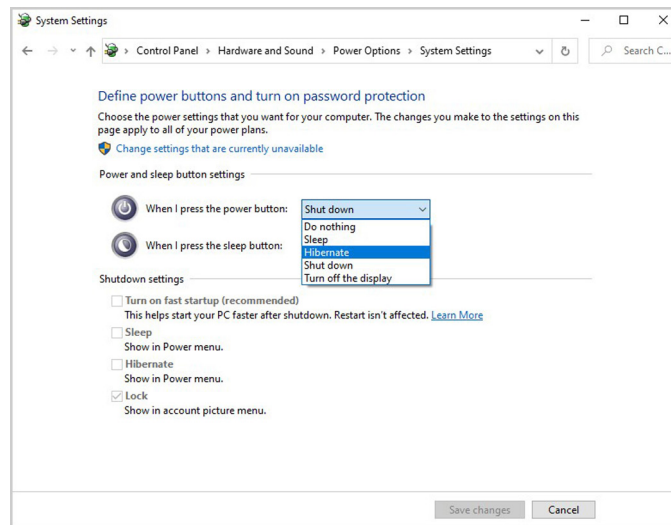 System Settings
Control Panel > Hardware and Sound > Power Options > System Settings
Search C...
Define power buttons and turn on password protection
Choose the power settings that you want for your computer. The changes you make to the settings on this
page apply to all of your power plans.
Change settings that are currently unavailable
Power and sleep button settings
When I press the power button: Shut down
Do nothing
Sleep
When I press the sleep button:
Hibernate
Shut down
Turn off the display
Shutdown settings
Turn on fast startup (recommended)
This helps start your PC faster after shutdown. Restart isn't affected. Learn More
Sleep
Show in Power menu.
Hibernate
Show in Power menu.
Lock
Show in account picture menu.
Save changes Cancel